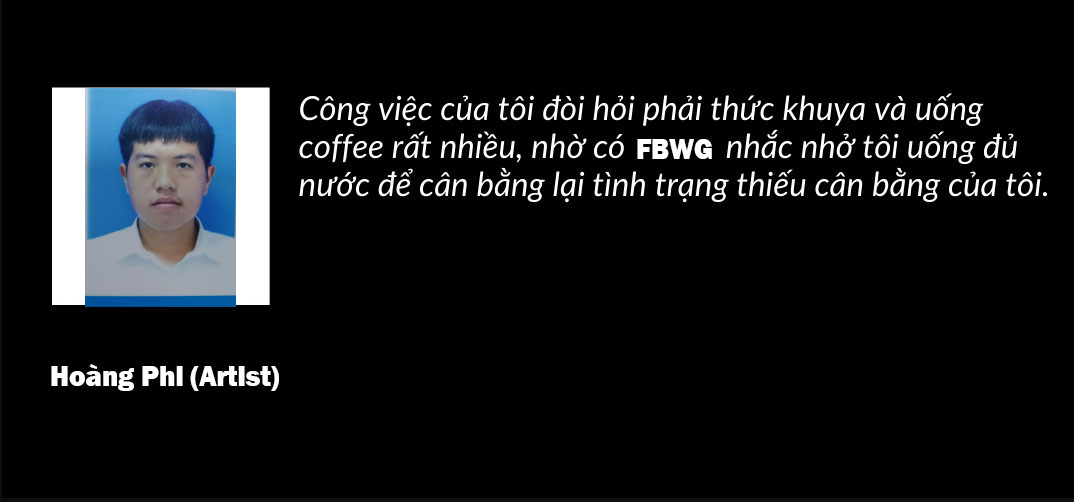 Công việc của tôi đòi hỏi phải thức khuya và uống
coffee rất nhiều, nhờ có FBWG nhắc nhở tôi uống đủ
nước để cân bằng lại tình trạng thiếu cân bằng của tôi.
Hoàng Phi (Artist)